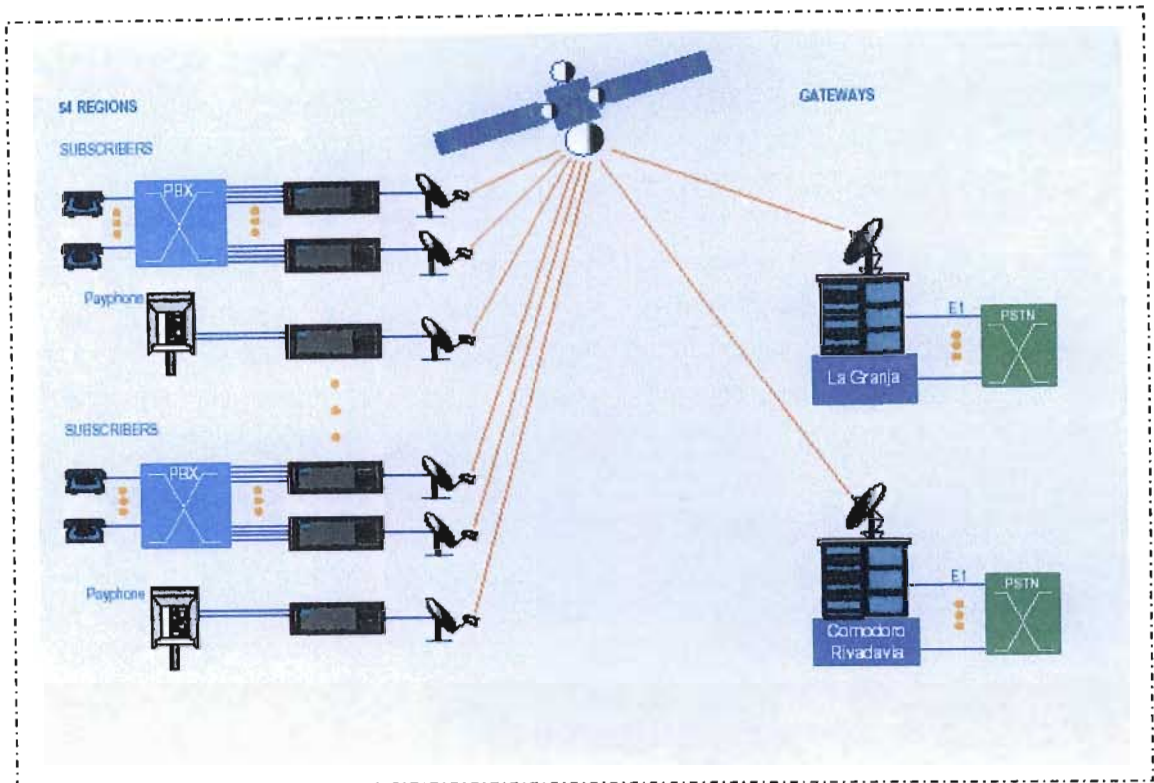 54 REGIONS
SUBSCRIBERS
GATEWAYS
PBX
Payphone
E1
PSTN
La Granja
SUBSCRIBERS
PBX
Payphone
E1
PSTN
Comodoro
Rivadavia